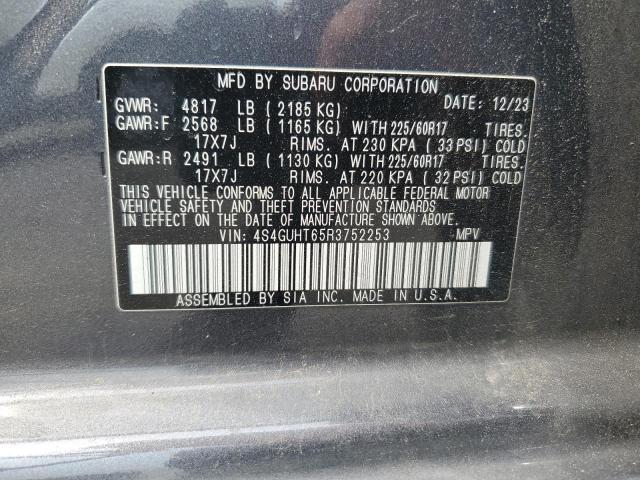 MFD BY SUBARU CORPORATION
GVWR: 4817 LB (2185 KG) DATE: 12/23
GAWR:F 2568 LB (1165 KG) WITH 225/60R17 TIRES.
17X7J RIMS. AT 230 KPA (33 PSI) COLD
GAWR:R 2491 LB (1130 KG) WITH 225/60R17 TIRES.
17X7J RIMS. AT 220 KPA (32 PSI) COLD
THIS VEHICLE CONFORMS TO ALL APPLICABLE FEDERAL MOTOR
VEHICLE SAFETY, BUMPER, AND THEFT PREVENTION
STANDARDS IN EFFECT ON THE DATE OF MANUFACTURE SHOWN ABOVE.
VIN: 4S4GUHT65R3752253 MPV
ASSEMBLED BY SIA INC. MADE IN U.S.A.